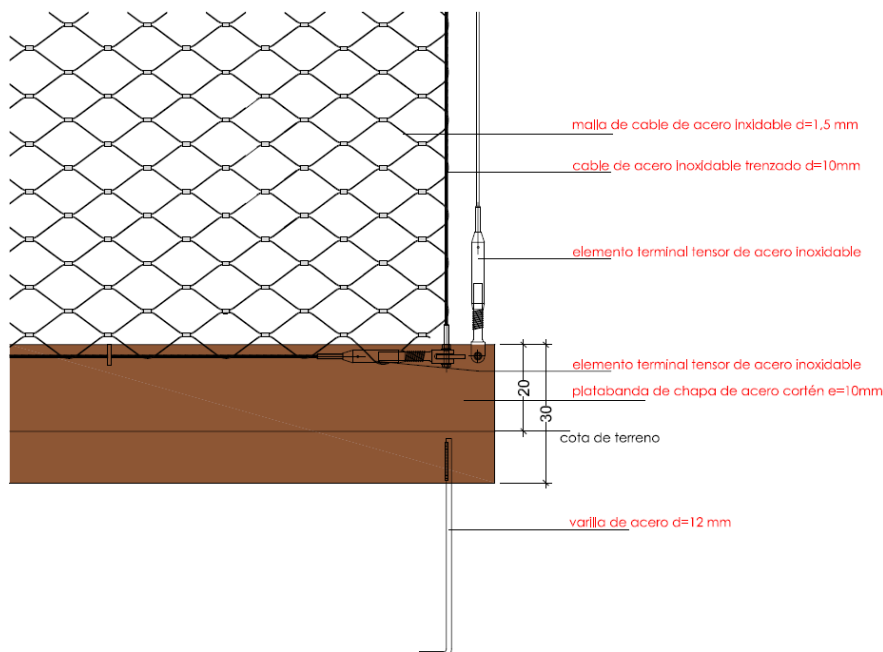 malla de cable de acero inxidable d=1,5 mm
cable de acero inoxidable trenzado d=10mm
elemento terminal tensor de acero inoxidable
elemento terminal tensor de acero inoxidable
platabanda de chapa de acero cortén e=10mm
20
30
cota de terreno
varilla de acero d=12 mm